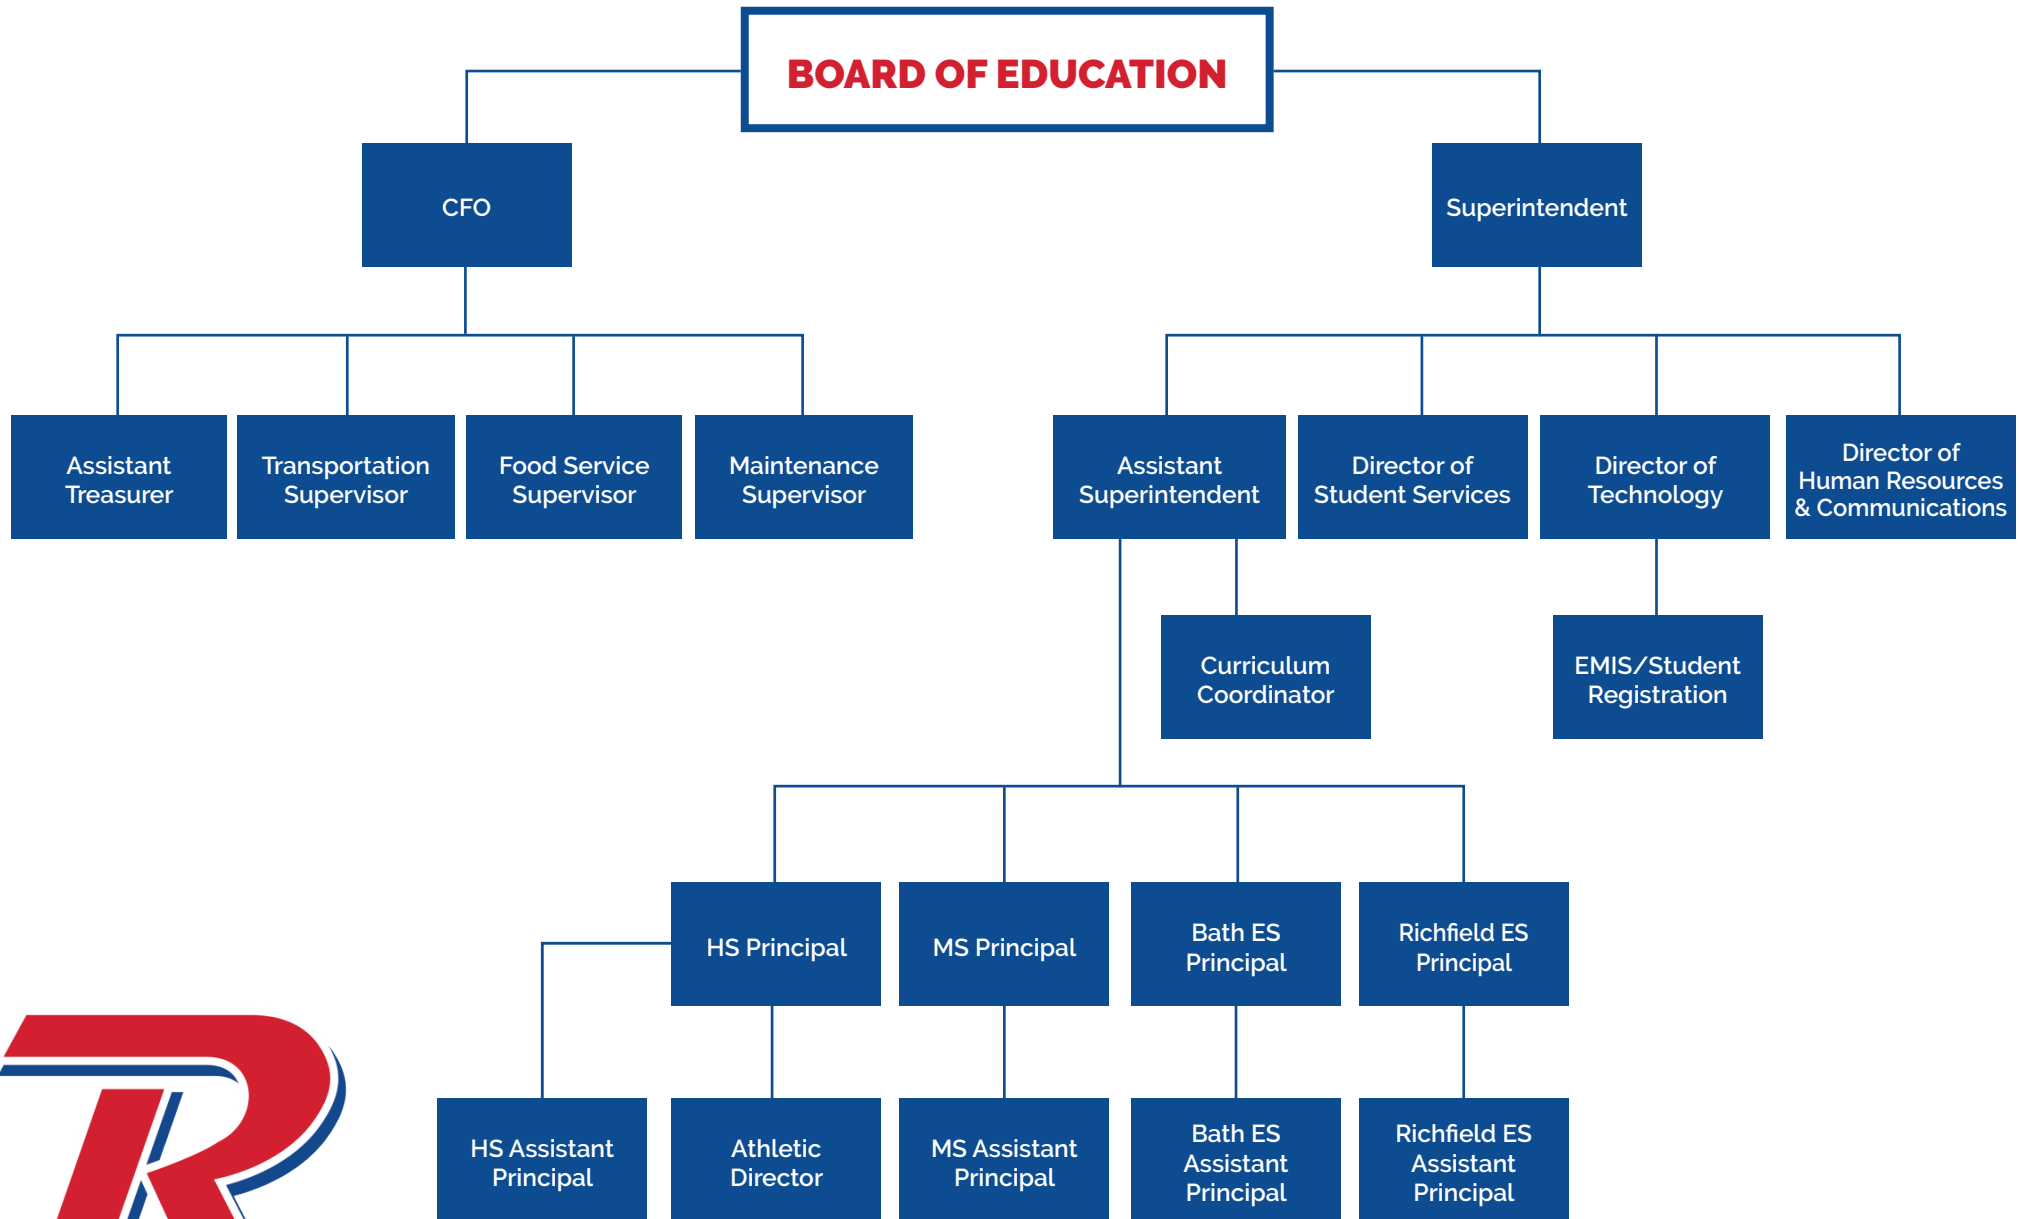 BOARD OF EDUCATION
CFO
Superintendent
Assistant
Treasurer
Transportation
Supervisor
Food Service
Supervisor
Maintenance
Supervisor
Assistant
Superintendent
Director of
Student Services
Director of
Technology
Director of
Human Resources
& Communications
Curriculum
Coordinator
EMIS/Student
Registration
HS Principal
MS Principal
Bath ES
Principal
Richfield ES
Principal
HS Assistant
Principal
Athletic
Director
MS Assistant
Principal
Bath ES
Assistant
Principal
Richfield ES
Assistant
Principal
R